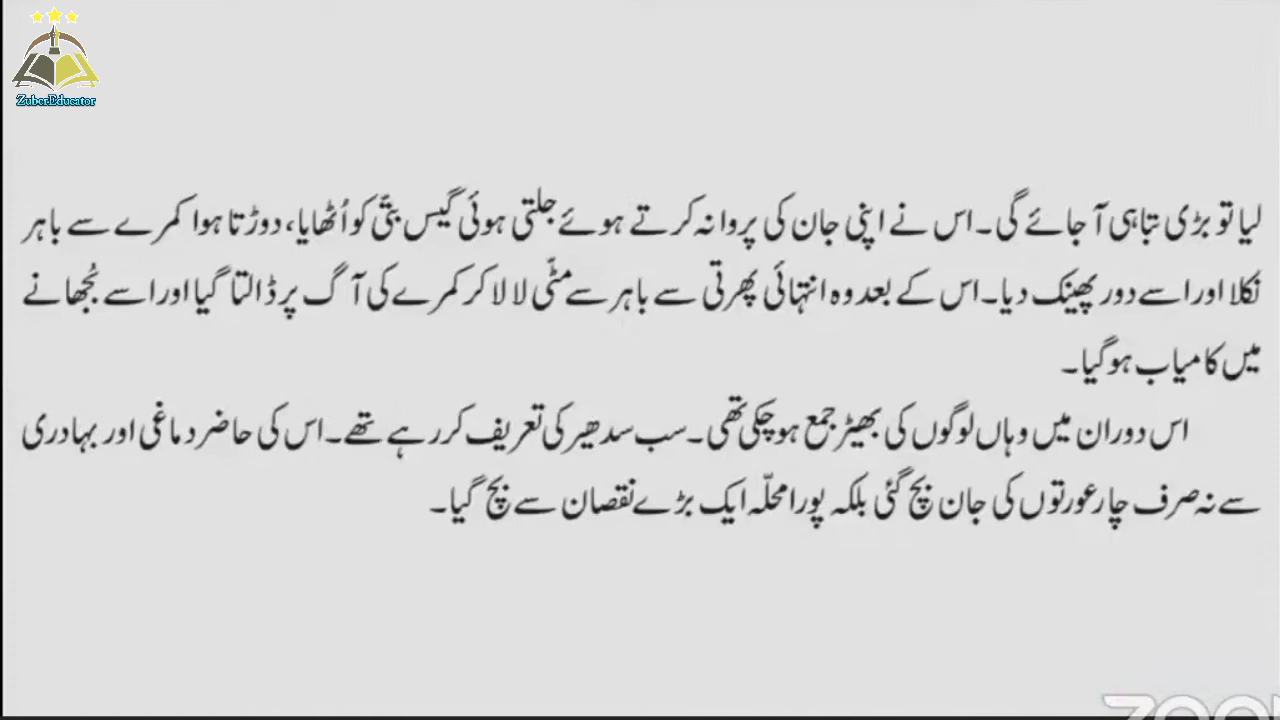 ZuberEducator
لیا تو بڑی تباہی آ جائے گی۔ اس نے اپنی جان کی پروا نہ کرتے ہوئے جلتی ہوئی گیس بتّی کو اُٹھایا، دوڑتا ہوا کمرے سے باہر
نکلا اور اسے دور پھینک دیا۔ اس کے بعد وہ انتہائی پھرتی سے باہر سے مٹّی لا لا کر کمرے کی آگ پر ڈالتا گیا اور اسے بُجھانے
میں کامیاب ہو گیا۔
اس دوران میں وہاں لوگوں کی بھیڑ جمع ہو چکی تھی۔ سب سدھیر کی تعریف کر رہے تھے۔ اس کی حاضر دماغی اور بہادری
سے نہ صرف چار عورتوں کی جان بچ گئی بلکہ پورا محلّہ ایک بڑے نقصان سے بچ گیا۔
zoom